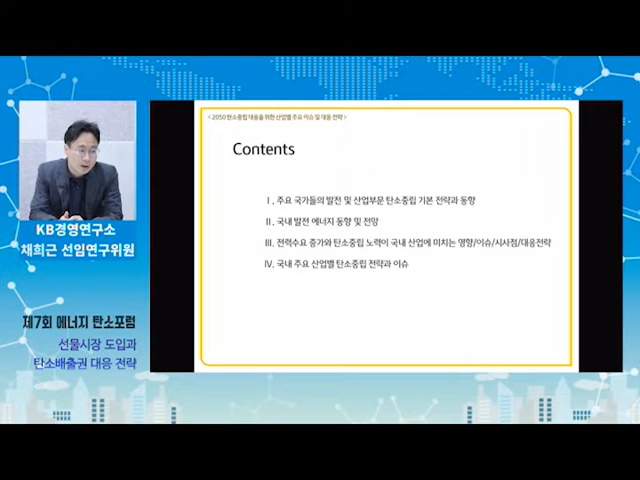 < 2050 탄소중립 대응을 위한 산업별 주요 이슈 및 대응 전략 >
Contents
Ⅰ. 주요 국가들의 발전 및 산업부문 탄소중립 기본 전략과 동향
Ⅱ. 국내 발전 에너지 동향 및 전망
Ⅲ. 전력수요 증가와 탄소중립 노력이 국내 산업에 미치는 영향/이슈/시사점/대응전략
Ⅳ. 국내 주요 산업별 탄소중립 전략과 이슈
KB경영연구소
채희근 선임연구위원
제7회 에너지 탄소포럼
선물시장 도입과
탄소배출권 대응 전략